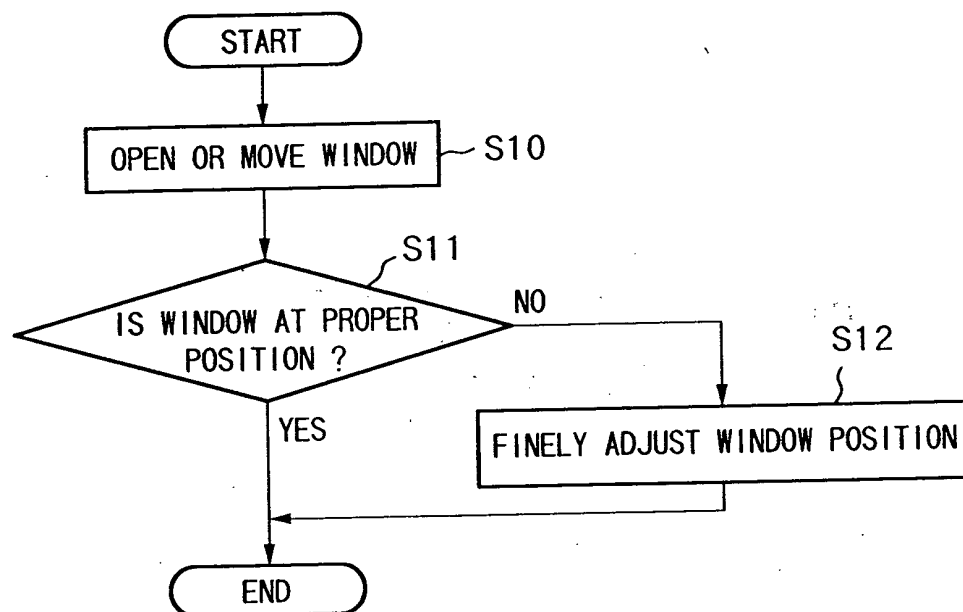 START
OPEN OR MOVE WINDOW
S10
S11
IS WINDOW AT PROPER
POSITION ?
NO
YES
S12
FINELY ADJUST WINDOW POSITION
END